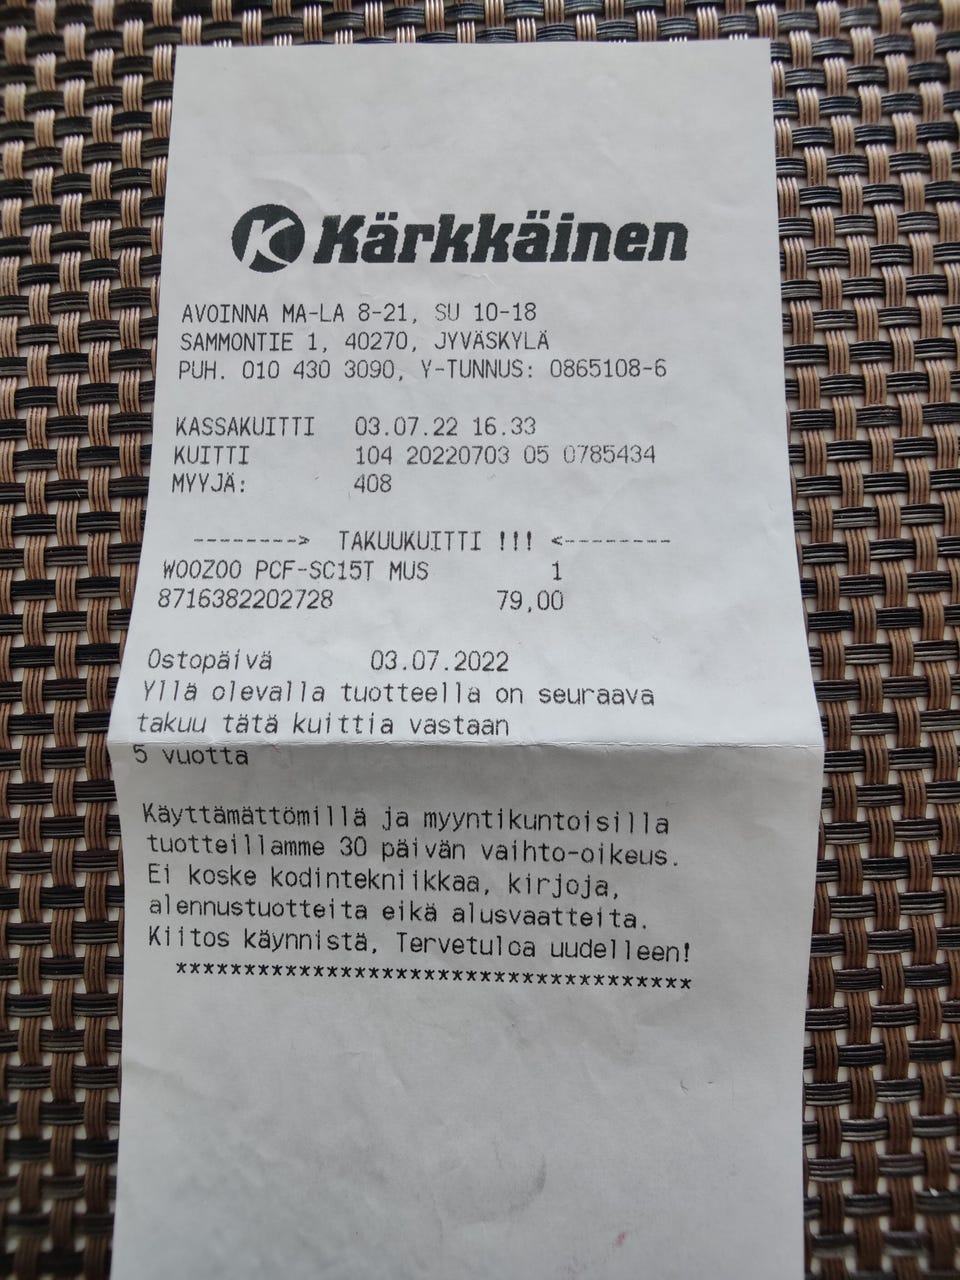 K Kärkkäinen
AVOINNA MA-LA 8-21, SU 10-18
SAMMONTIE 1, 40270, JYVÄSKYLÄ
PUH. 010 430 3090, Y-TUNNUS: 0865108-6
KASSAKUITTI 03.07.22 16.33
KUITTI 104 20220703 05 0785434
MYYJÄ: 408
--------> TAKUUKUITTI !!! <--------
WOOZOO PCF-SC15T MUS 1
8716382202728 79,00
Ostopäivä 03.07.2022
Yllä olevalla tuotteella on seuraava
takuu tätä kuittia vastaan
5 vuotta
Käyttämättömillä ja myyntikuntoisilla
tuotteillamme 30 päivän vaihto-oikeus.
Ei koske kodintekniikkaa, kirjoja,
alennustuotteita eikä alusvaatteita.
Kiitos käynnistä, Tervetuloa uudelleen!
**************************************